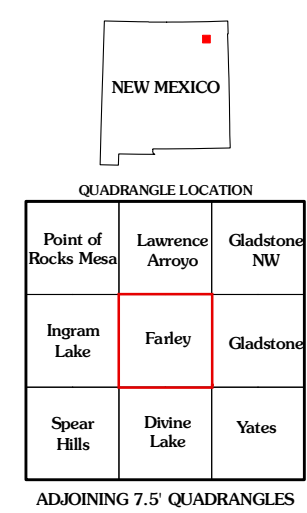 NEW MEXICO
QUADRANGLE LOCATION
Point of
Rocks Mesa
Lawrence
Arroyo
Gladstone
NW
Ingram
Lake
Farley
Gladstone
Spear
Hills
Divine
Lake
Yates
ADJOINING 7.5' QUADRANGLES